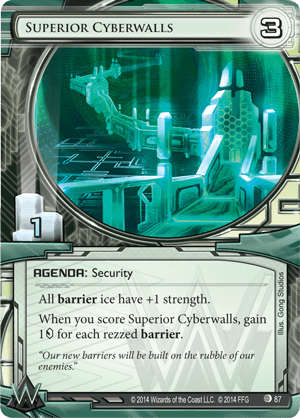 SUPERIOR CYBERWALLS
3
1
AGENDA: Security
All barrier ice have +1 strength.
When you score Superior Cyberwalls, gain
1 for each rezzed barrier.
"Our new barriers will be built on the rubble of our
enemies."
Illus. Gong Studios
© 2014 Wizards of the Coast LLC. © 2014 FFG 87